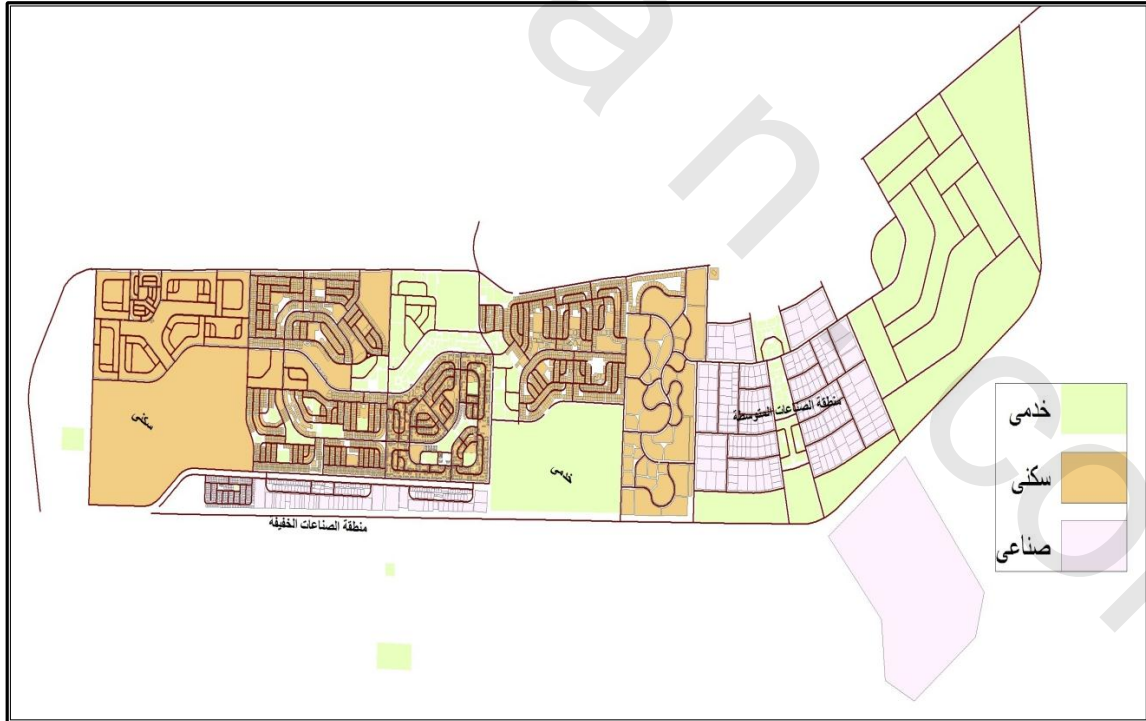 سكنى
خدمى
منطقة الصناعات المتوسطة
منطقة الصناعات الخفيفة
خدمى
سكنى
صناعى